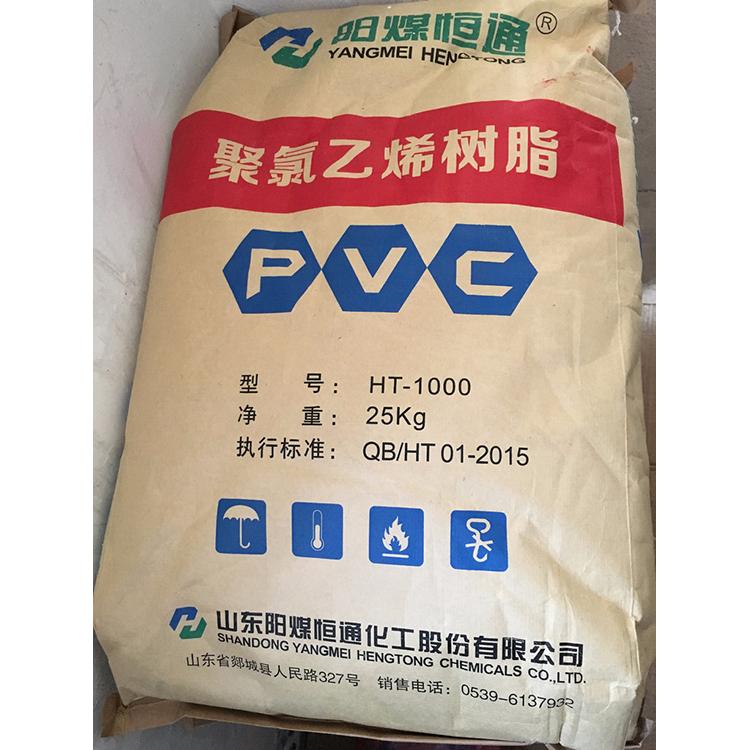 阳煤恒通®
YANGMEI HENGTONG
聚氯乙烯树脂
PVC
型 号: HT-1000
净 重: 25Kg
执行标准: QB/HT 01-2015
山东阳煤恒通化工股份有限公司
SHANDONG YANGMEI HENGTONG CHEMICALS CO.,LTD.
山东省郯城县人民路327号 销售电话: 0539-6137932